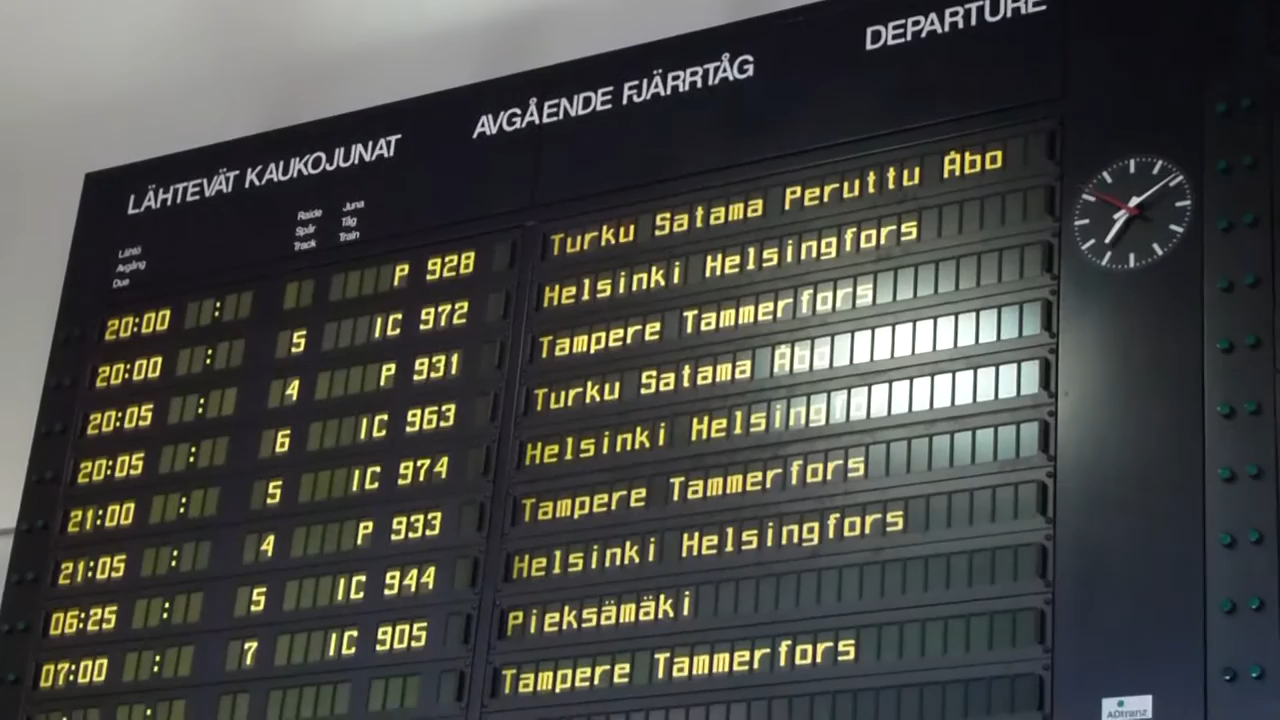 LÄHTEVÄT KAUKOJUNAT AVGÅENDE FJÄRRTÅG DEPARTURE
Lähtö Raide Juna
Avgång Spår Tåg
Due Track Train
20:00 : P 928 Turku Satama Peruttu Åbo
20:00 : 5 IC 972 Helsinki Helsingfors
20:05 : 4 P 931 Tampere Tammerfors
20:05 : 6 IC 963 Turku Satama Åbo
21:00 : 5 IC 974 Helsinki Helsingfors
21:05 : 4 P 933 Tampere Tammerfors
06:25 : 5 IC 944 Helsinki Helsingfors
07:00 : 7 IC 905 Pieksämäki
Tampere Tammerfors
ADtranz